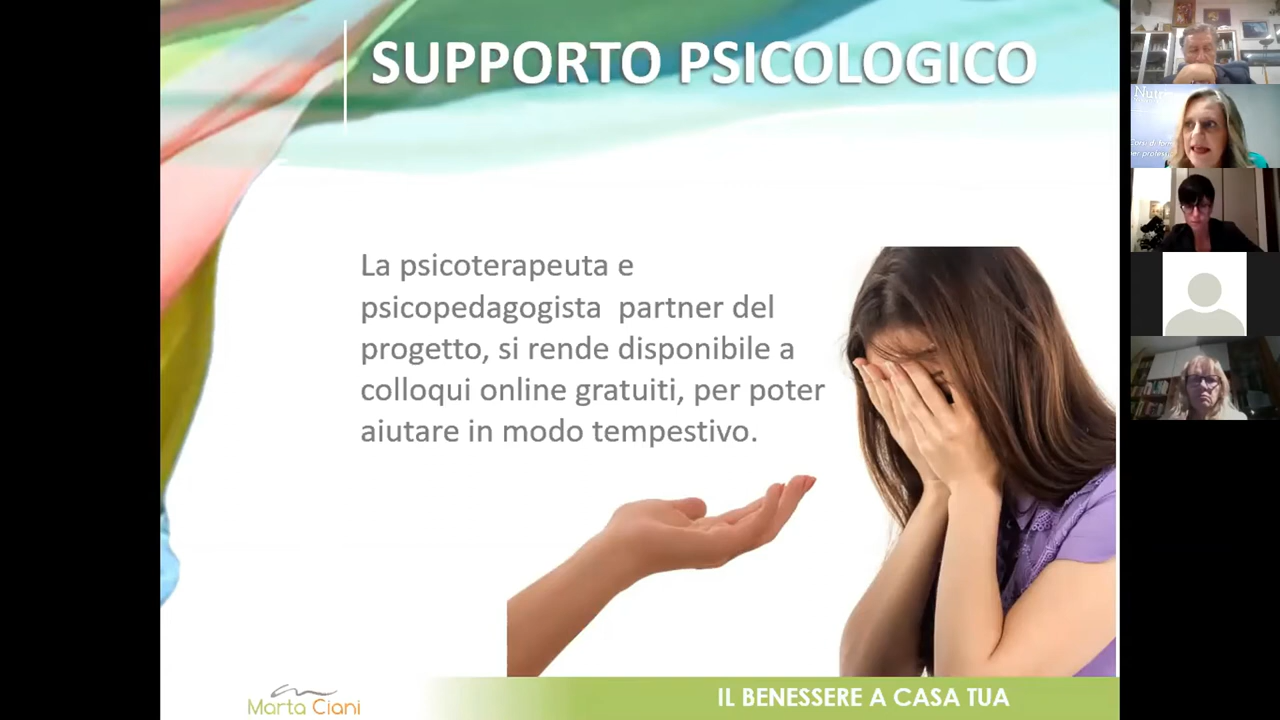 SUPPORTO PSICOLOGICO
La psicoterapeuta e
psicopedagogista partner del
progetto, si rende disponibile a
colloqui online gratuiti, per poter
aiutare in modo tempestivo.
Marta Ciani
IL BENESSERE A CASA TUA